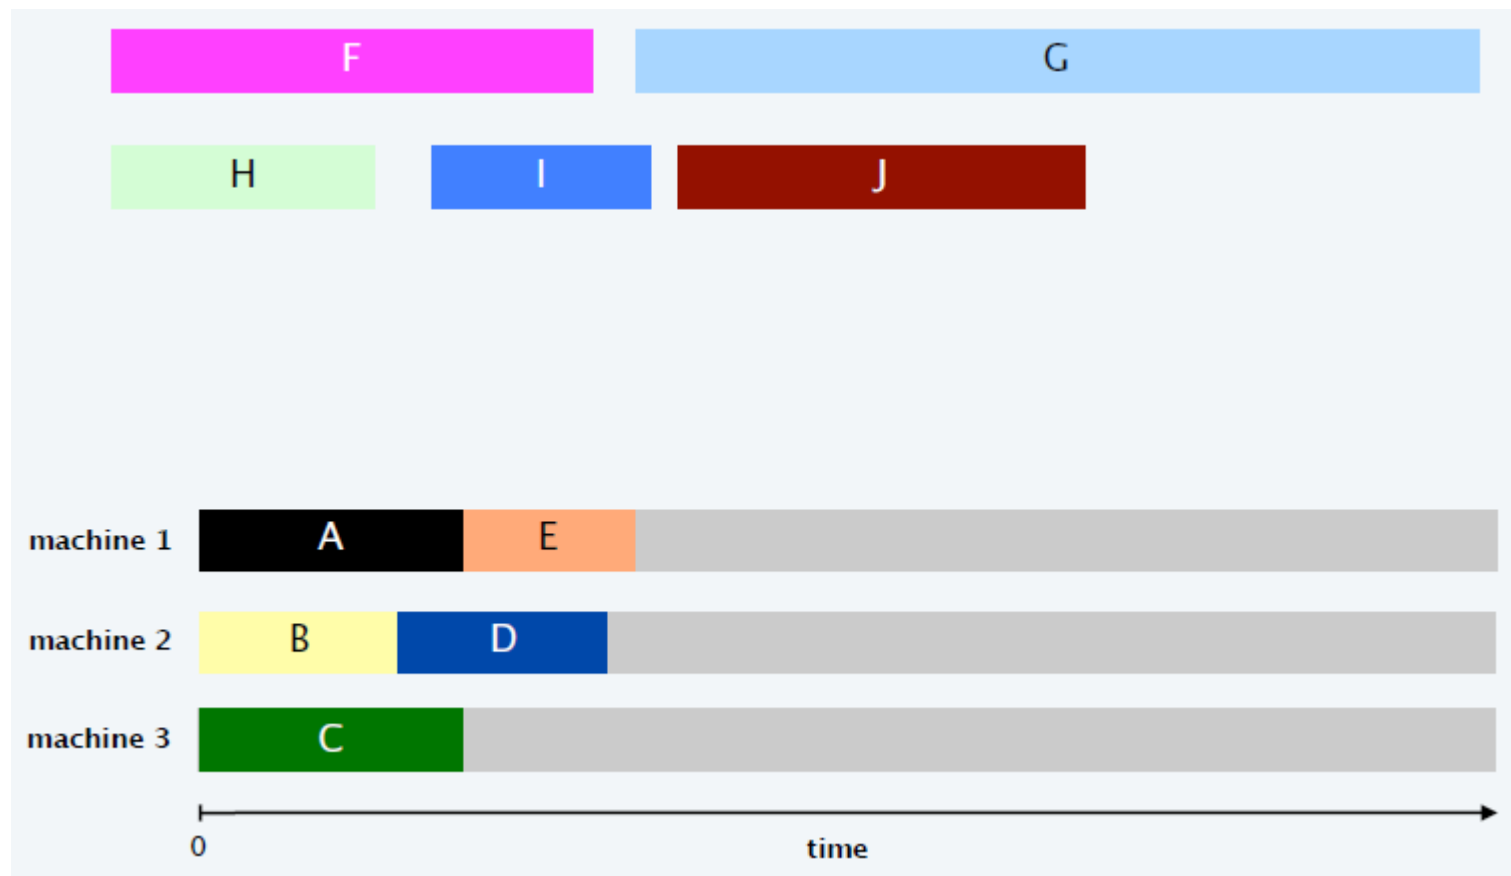 F G
H I J
machine 1 A E
machine 2 B D
machine 3 C
0 time